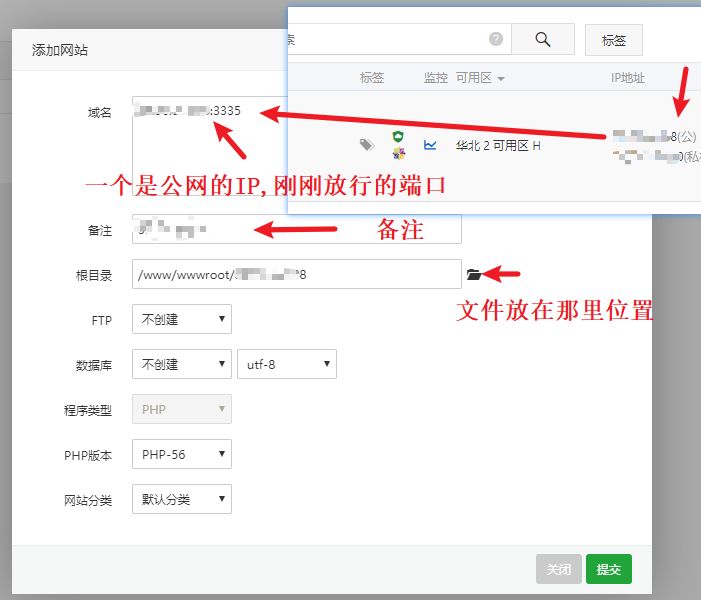 添加网站
索
标签
标签 监控 可用区 IP地址
域名
:3335
华北 2 可用区 H
8(公)
0(私
一个是公网的IP,刚刚放行的端口
备注
备注
根目录
/www/wwwroot/
8
文件放在那里位置
FTP
不创建
数据库
不创建
utf-8
程序类型
PHP
PHP版本
PHP-56
网站分类
默认分类
关闭
提交